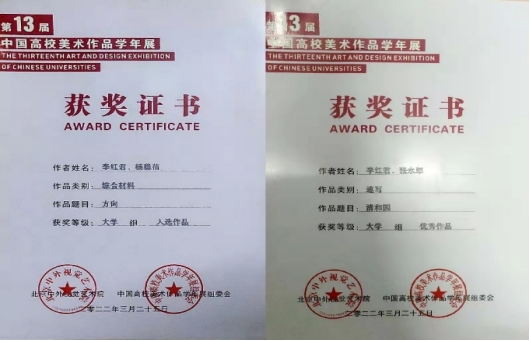 第13届
中国高校美术作品学年展
THE THIRTEENTH ART AND DESIGN EXHIBITION
OF CHINESE UNIVERSITIES
获奖证书
AWARD CERTIFICATE
作者姓名：李红君、杨
作品类别：综合材料
作品题目：方向
获奖等级：大学 组 入选作品
北京中外视觉艺术院 中国高校美术作品学年展组委会
二〇二二年三月二十五日
第13届
中国高校美术作品学年展
THE THIRTEENTH ART AND DESIGN EXHIBITION
OF CHINESE UNIVERSITIES
获奖证书
AWARD CERTIFICATE
作者姓名：李红君、张水
作品类别：速写
作品题目：颐和园
获奖等级：大学 组 优秀作品
北京中外视觉艺术院 中国高校美术作品学年展组委会
二〇二二年三月二十五日